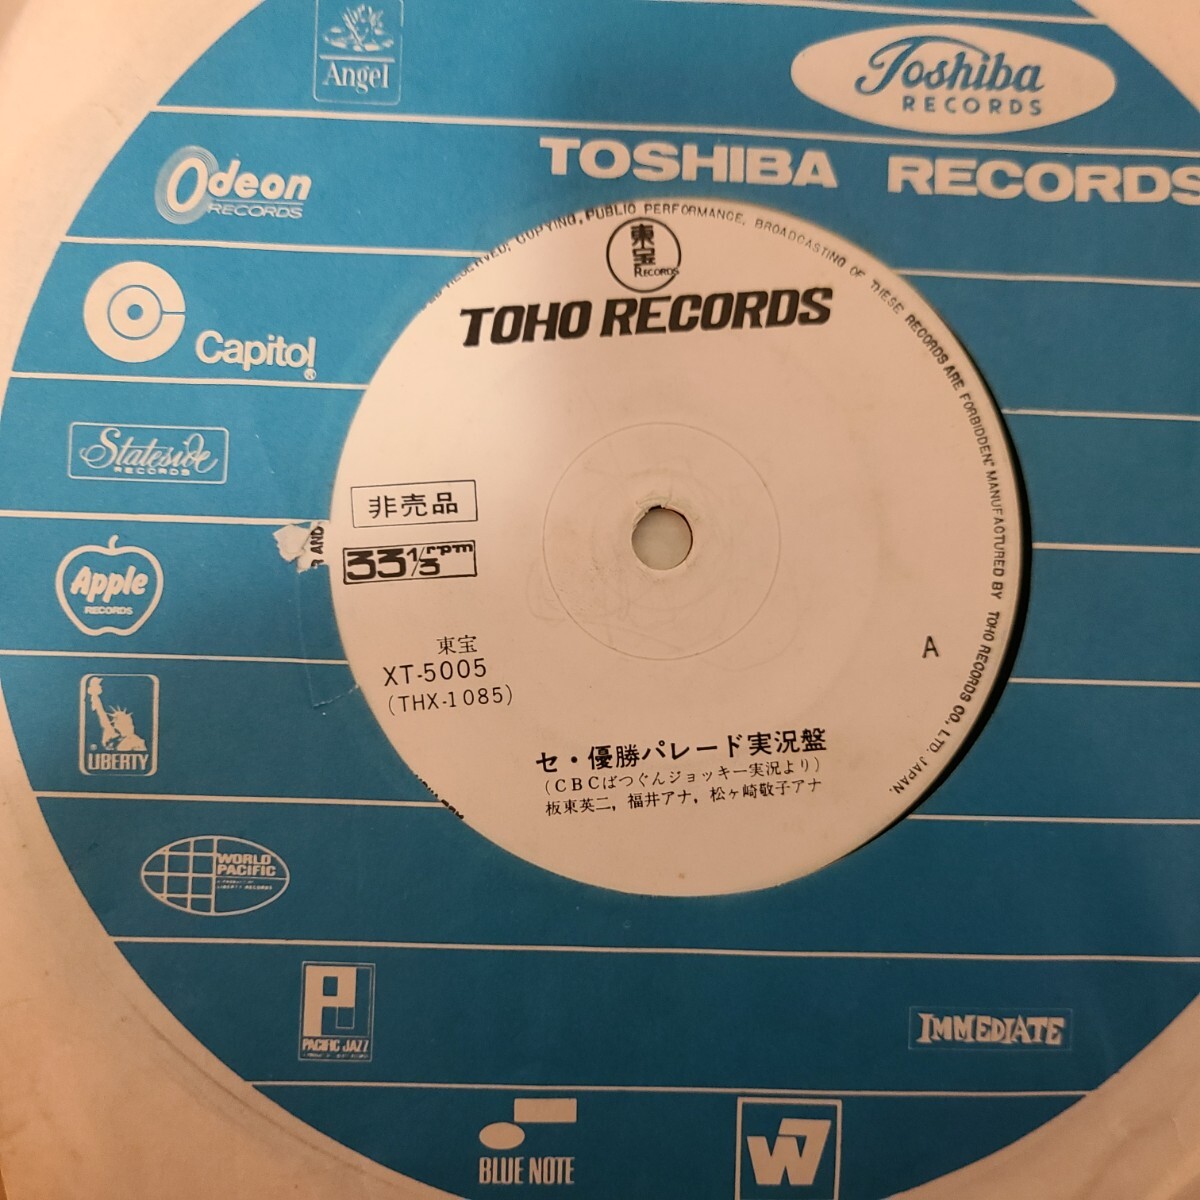 Angel
Toshiba
RECORDS
TOSHIBA RECORDS
Odeon
RECORDS
Capitol
®
Stateside
RECORDS
Apple
RECORDS
LIBERTY
®
WORLD
PACIFIC
LIBERTY RECORDS
PJ
PACIFIC JAZZ
BLUE NOTE
W7
IMMEDIATE
RESERVED. COPYING, PUBLIC PERFORMANCE, BROADCASTING OF THESE RECORDS ARE FORBIDDEN." MANUFACTURED BY TOHO RECORDS CO., LTD. JAPAN.
東宝
RECORDS
TOHO RECORDS
非売品
33 1/3 rpm
東宝
XT-5005
(THX-1085)
A
セ・優勝パレード実況盤
(CBCばつぐんジョッキー実況より)
板東英二, 福井アナ, 松ヶ崎敬子アナ